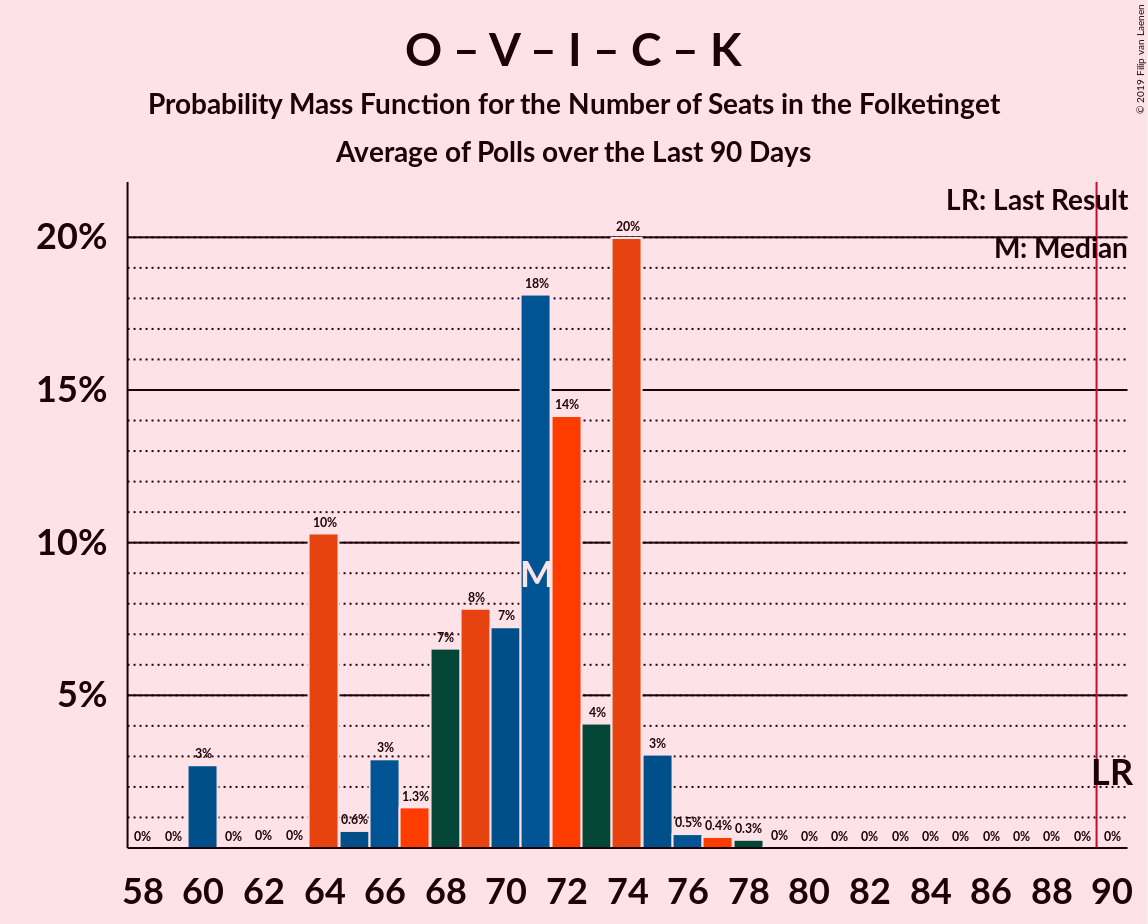 O – V – I – C – K
Probability Mass Function for the Number of Seats in the Folketinget
Average of Polls over the Last 90 Days
© 2019 Filip van Laenen
LR: Last Result
M: Median
20%
15%
10%
5%
0% 0% 3% 0% 0% 0% 10% 0.6% 3% 1.3% 7% 8% 7% 18% 14% 4% 20% 3% 0.5% 0.4% 0.3% 0% 0% 0% 0% 0% 0% 0% 0% 0% 0% 0% 0%
M
LR
58 60 62 64 66 68 70 72 74 76 78 80 82 84 86 88 90